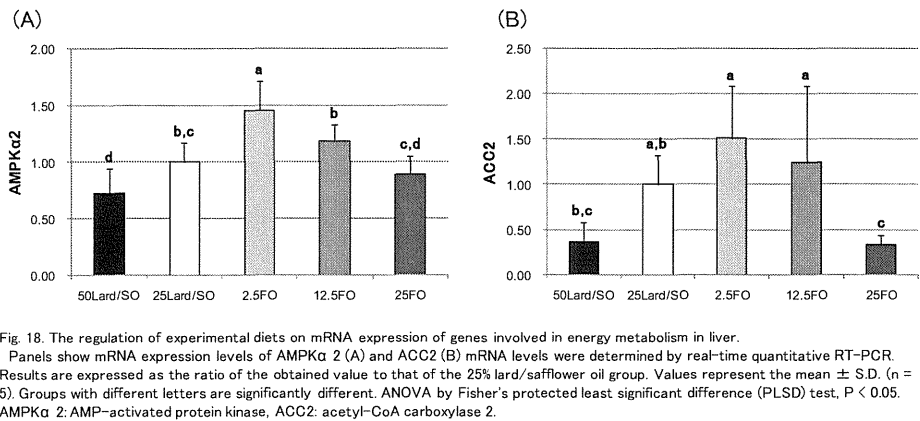 (A)
(B)
2.00
1.50
1.00
0.50
0.00
AMPKα2
d
b,c
a
b
c,d
50Lard/SO 25Lard/SO 2.5FO 12.5FO 25FO
2.50
2.00
1.50
1.00
0.50
0.00
ACC2
b,c
a,b
a
a
c
50Lard/SO 25Lard/SO 2.5FO 12.5FO 25FO
Fig. 18. The regulation of experimental diets on mRNA expression of genes involved in energy metabolism in liver.
Panels show mRNA expression levels of AMPKα 2 (A) and ACC2 (B) mRNA levels were determined by real-time quantitative RT-PCR.
Results are expressed as the ratio of the obtained value to that of the 25% lard/safflower oil group. Values represent the mean ± S.D. (n =
5). Groups with different letters are significantly different. ANOVA by Fisher's protected least significant difference (PLSD) test, P < 0.05.
AMPKα 2: AMP-activated protein kinase, ACC2: acetyl-CoA carboxylase 2.